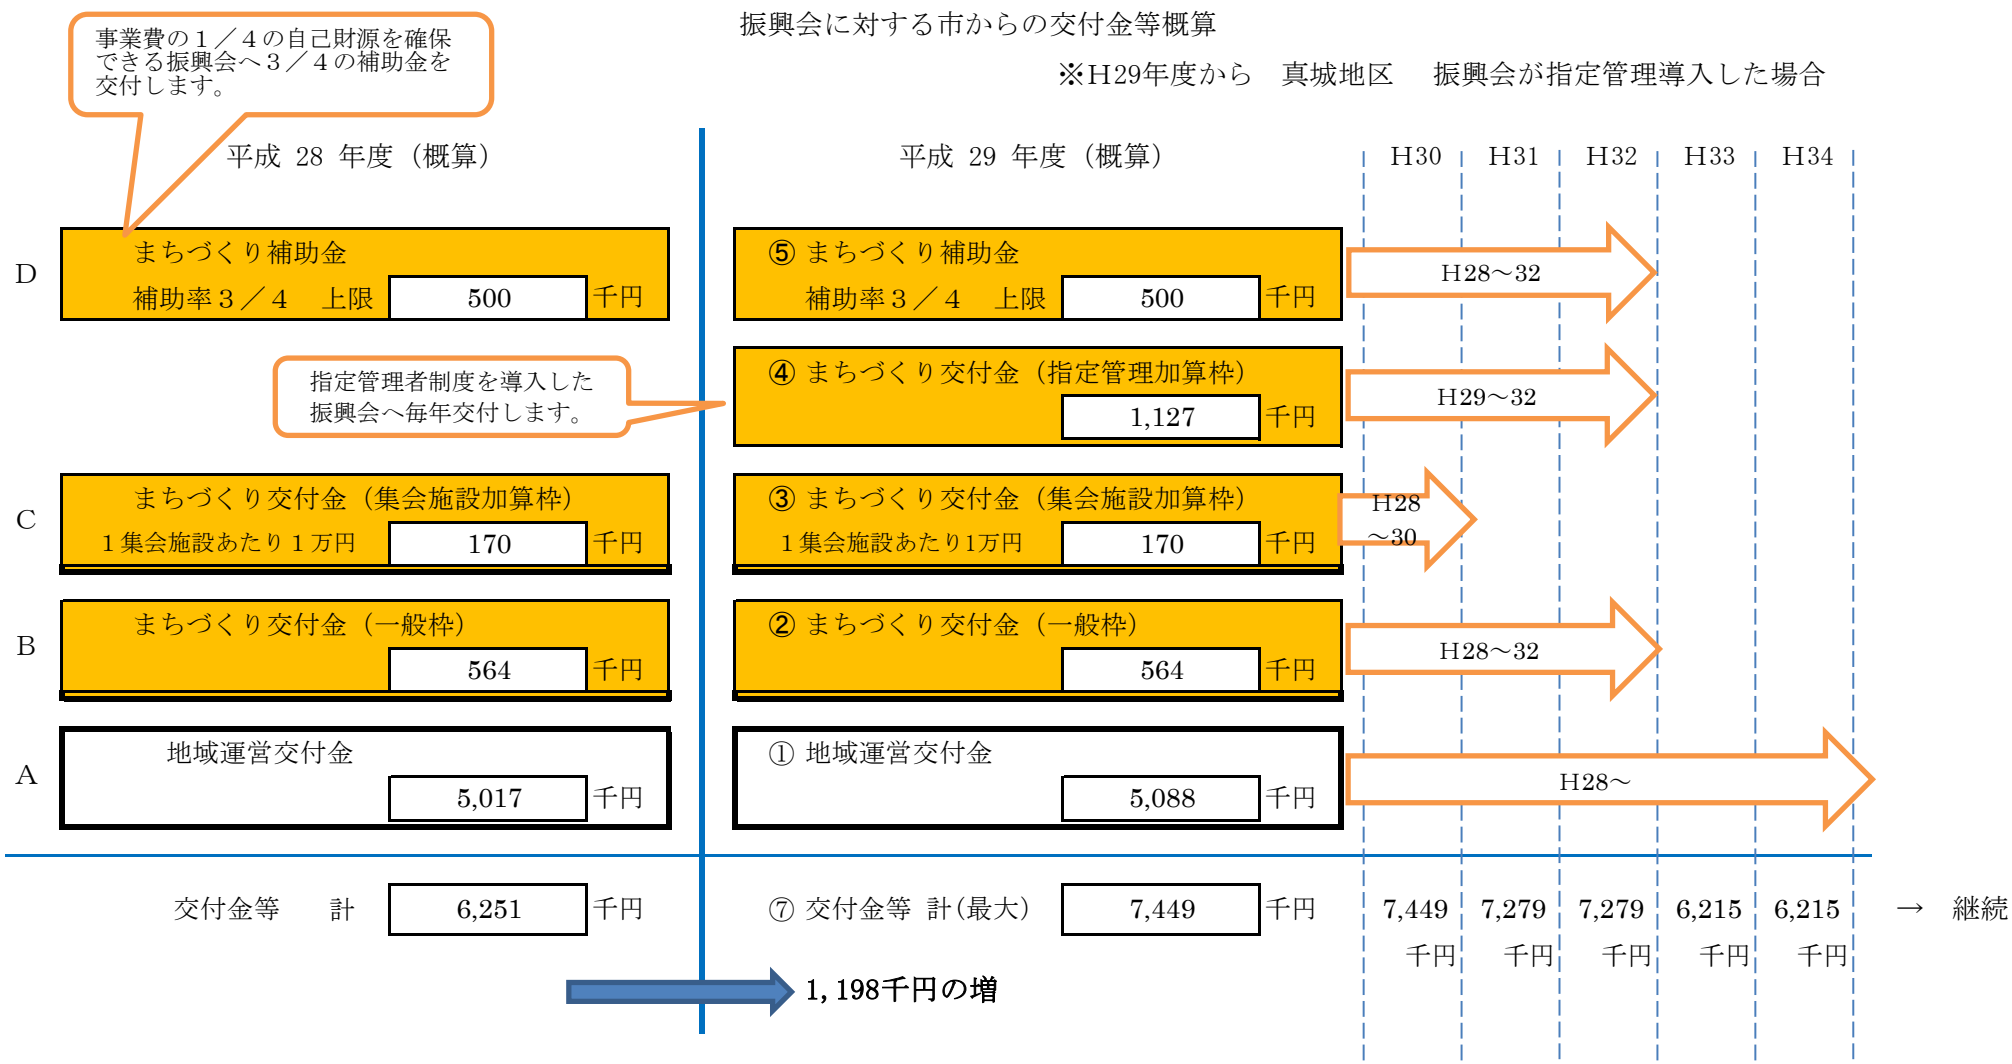 振興会に対する市からの交付金等概算
※H29年度から　真城地区　振興会が指定管理導入した場合
事業費の１／４の自己財源を確保
できる振興会へ３／４の補助金を
交付します。
平成 28 年度（概算）
平成 29 年度（概算）
H30 H31 H32 H33 H34
D
まちづくり補助金
補助率３／４　上限 500 千円
⑤ まちづくり補助金
補助率３／４　上限 500 千円
H28～32
指定管理者制度を導入した
振興会へ毎年交付します。
④ まちづくり交付金（指定管理加算枠）
1,127 千円
H29～32
C
まちづくり交付金（集会施設加算枠）
１集会施設あたり１万円 170 千円
③ まちづくり交付金（集会施設加算枠）
１集会施設あたり1万円 170 千円
H28
～30
B
まちづくり交付金（一般枠）
564 千円
② まちづくり交付金（一般枠）
564 千円
H28～32
A
地域運営交付金
5,017 千円
① 地域運営交付金
5,088 千円
H28～
交付金等　計 6,251 千円
⑦ 交付金等 計(最大) 7,449 千円
7,449 7,279 7,279 6,215 6,215 → 継続
千円 千円 千円 千円 千円
1,198千円の増